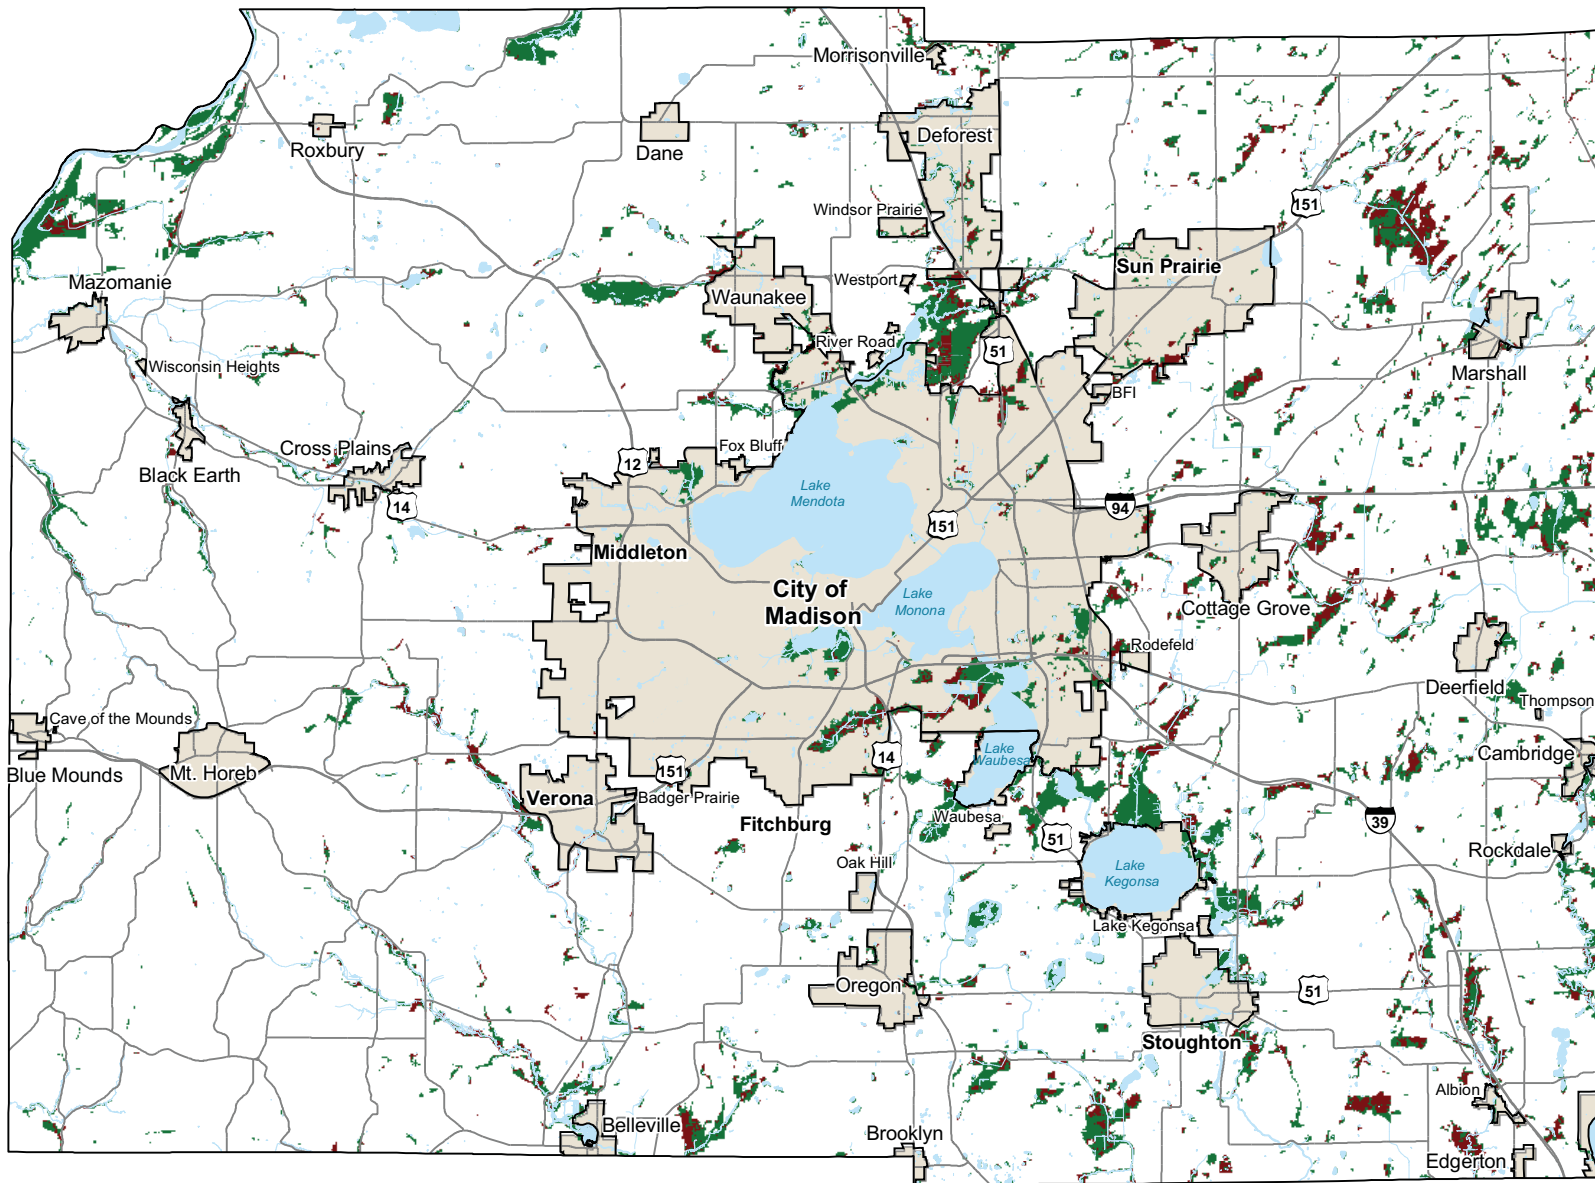 Morrisonville
Deforest
Roxbury
Dane
151
Windsor Prairie
Sun Prairie
Westport
Mazomanie
Waunakee
River Road
51
Wisconsin Heights
Marshall
BFI
Fox Bluff
Cross Plains
12
Black Earth
Lake
Mendota
14
94
151
Middleton
City of
Madison
Lake
Monona
Cottage Grove
Rodefeld
Deerfield
Thompson
Cave of the Mounds
Lake
Waubesa
Cambridge
Blue Mounds
Mt. Horeb
151
14
Verona
Badger Prairie
Waubesa
Fitchburg
39
51
Rockdale
Oak Hill
Lake
Kegonsa
Lake Kegonsa
Oregon
51
Stoughton
Albion
Belleville
Brooklyn
Edgerton